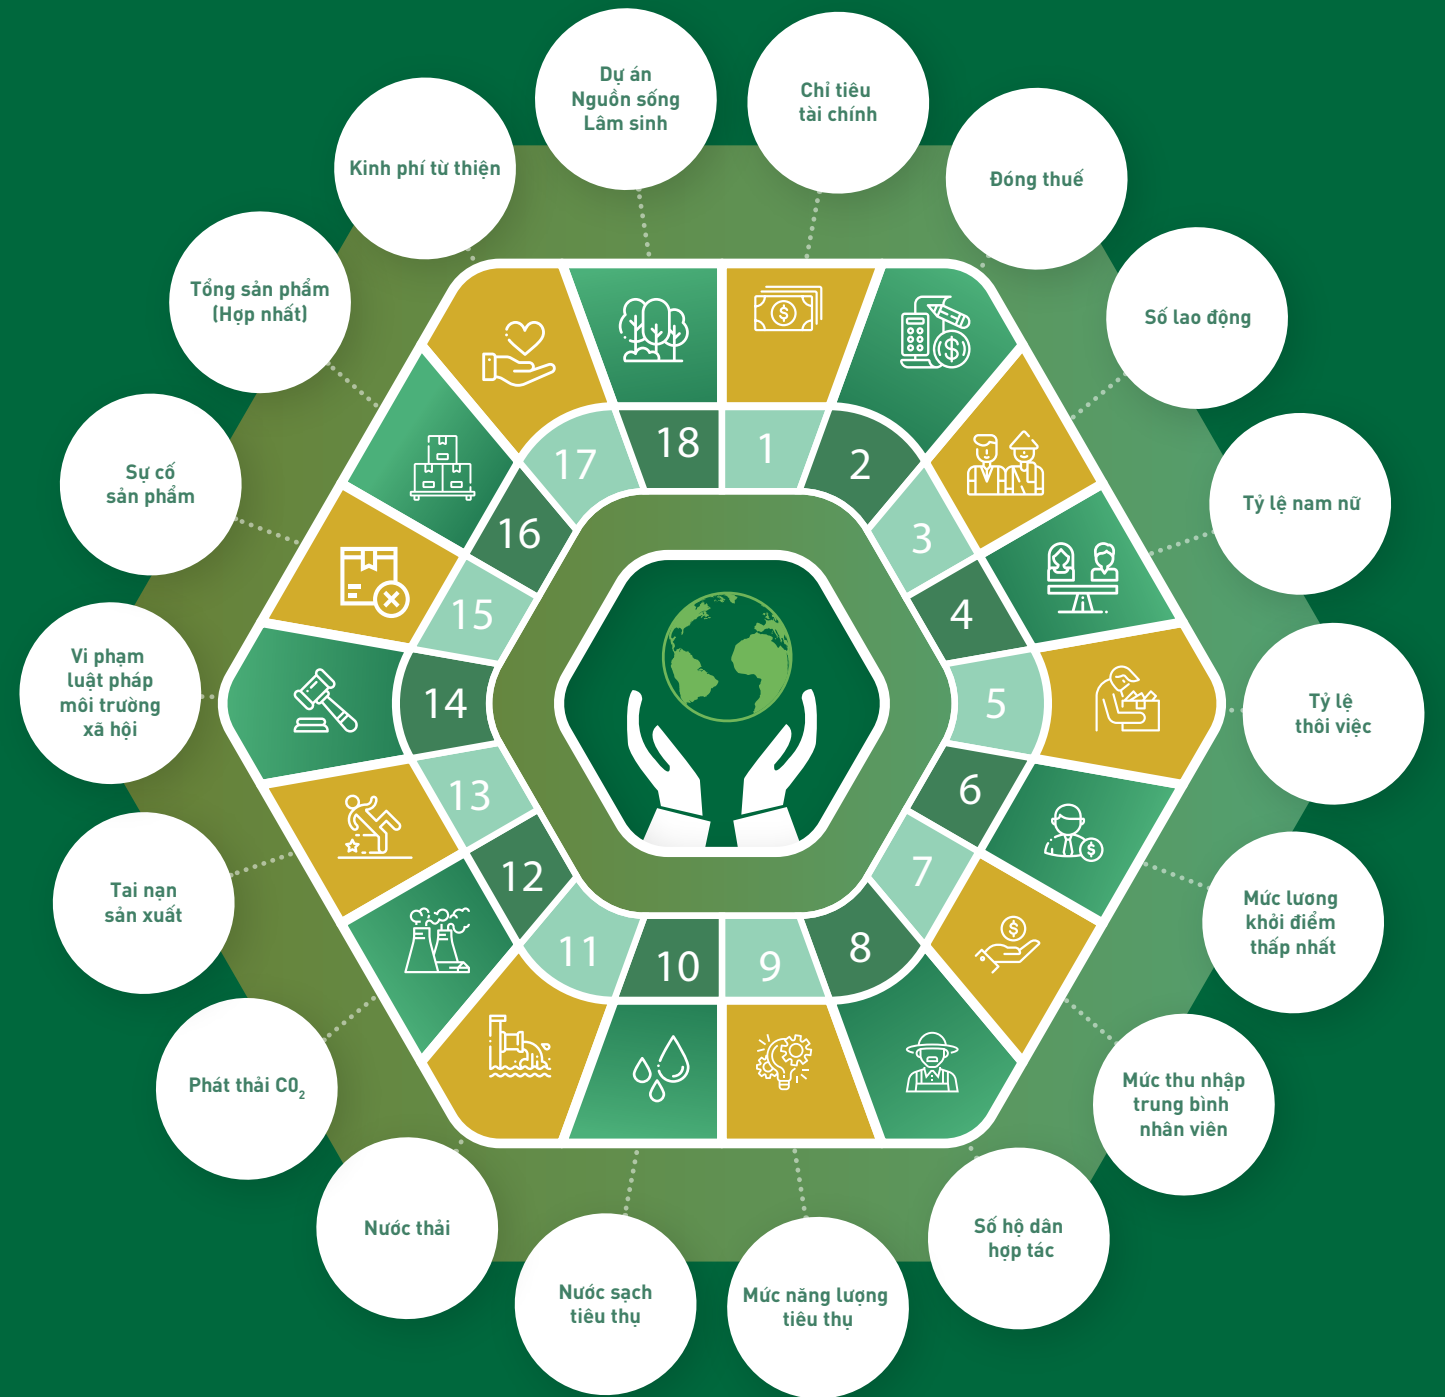 Dự án
Nguồn sống
Lâm sinh
Chỉ tiêu
tài chính
Đóng thuế
Số lao động
Tỷ lệ nam nữ
Tỷ lệ
thôi việc
Mức lương
khởi điểm
thấp nhất
Mức thu nhập
trung bình
nhân viên
Số hộ dân
hợp tác
Mức năng lượng
tiêu thụ
Nước sạch
tiêu thụ
Nước thải
Phát thải CO₂
Tai nạn
sản xuất
Vi phạm
luật pháp
môi trường
xã hội
Sự cố
sản phẩm
Tổng sản phẩm
(Hợp nhất)
Kinh phí từ thiện
1
2
3
4
5
6
7
8
9
10
11
12
13
14
15
16
17
18